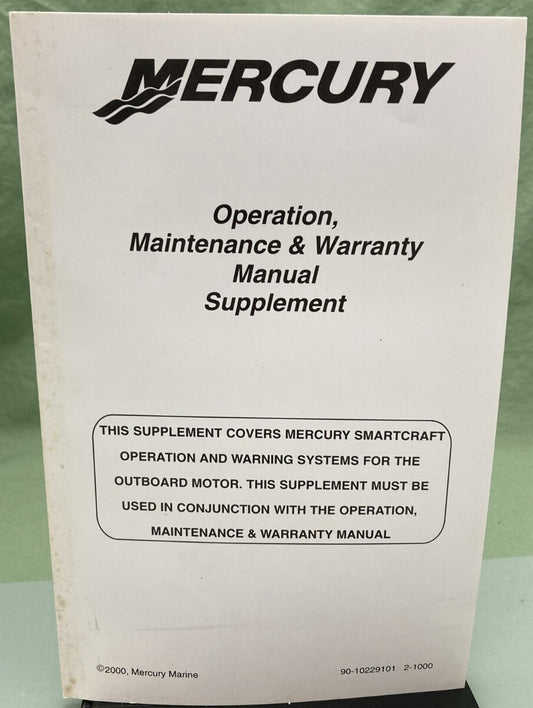 MERCURY
Operation,
Maintenance & Warranty
Manual
Supplement
THIS SUPPLEMENT COVERS MERCURY SMARTCRAFT
OPERATION AND WARNING SYSTEMS FOR THE
OUTBOARD MOTOR. THIS SUPPLEMENT MUST BE
USED IN CONJUNCTION WITH THE OPERATION,
MAINTENANCE & WARRANTY MANUAL
©2000, Mercury Marine 90-10229101 2-1000